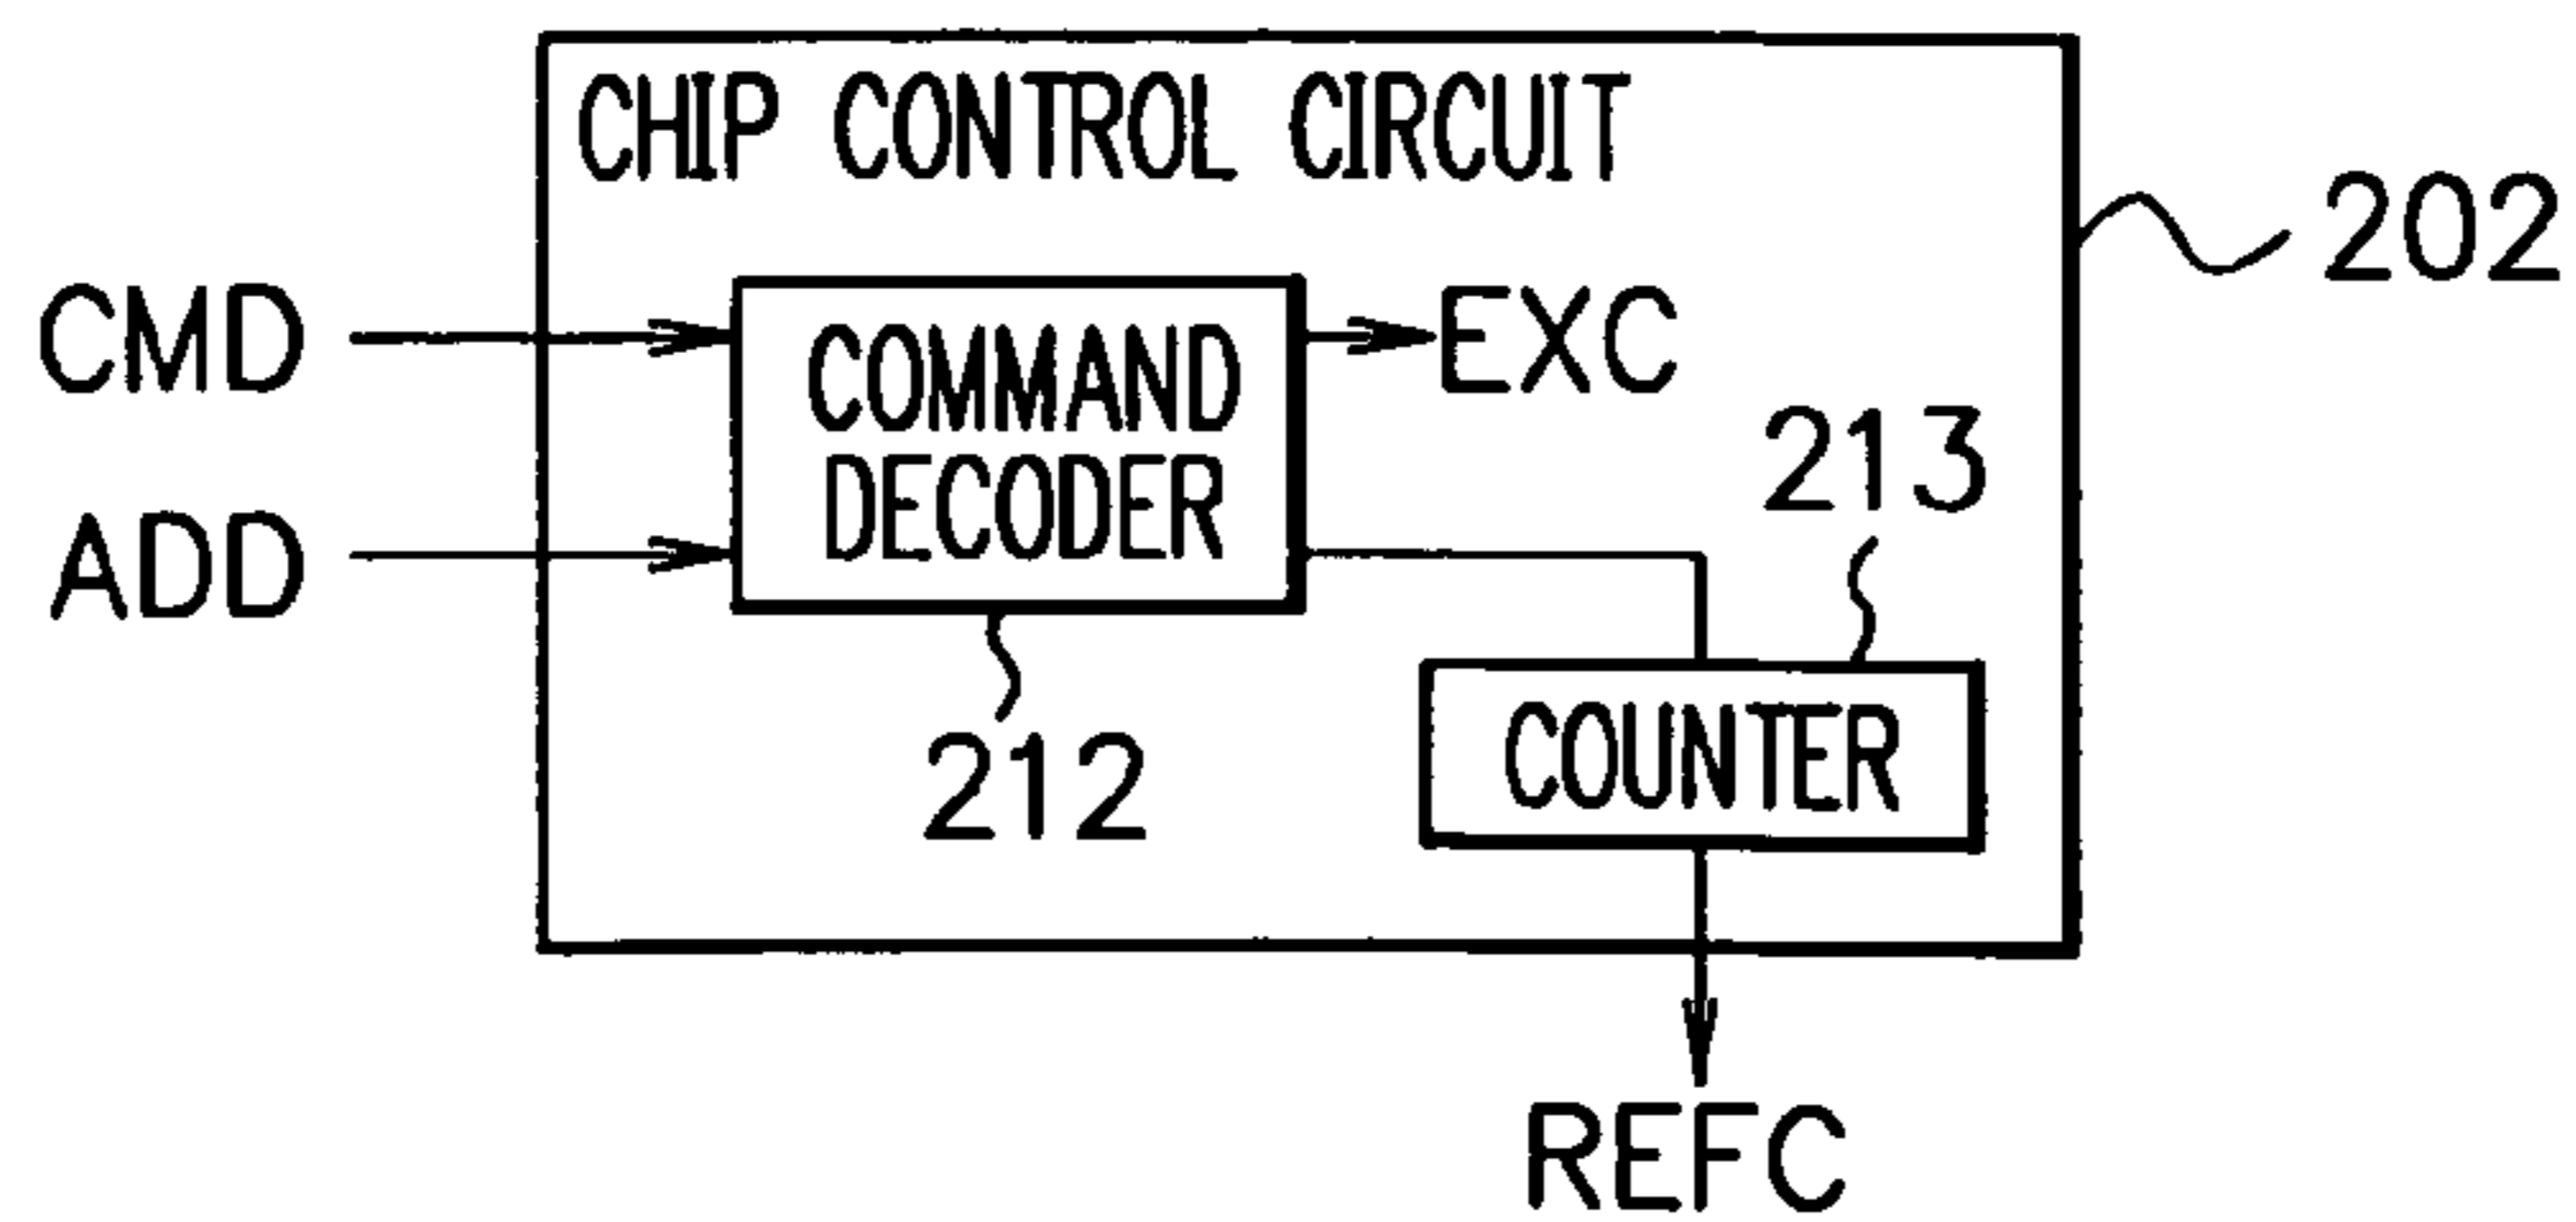 CHIP CONTROL CIRCUIT
202
CMD
COMMAND
DECODER
EXC
213
ADD
212
COUNTER
REFC